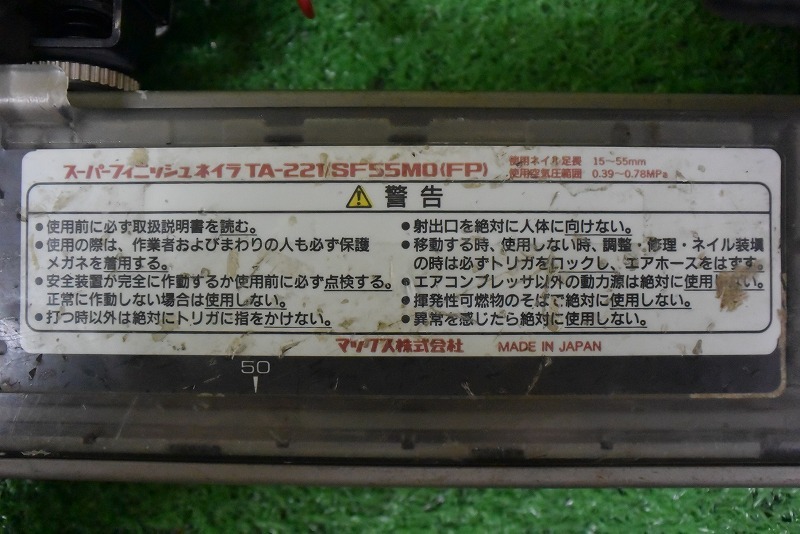 スーパーフィニッシュネイラ TA-221/SF55MO(FP)
使用ネイル足長 15～55mm
使用空気圧範囲 0.39～0.78MPa
警告
●使用前に必ず取扱説明書を読む。
●使用の際は、作業者およびまわりの人も必ず保護
メガネを着用する。
●安全装置が完全に作動するか使用前に必ず点検する。
正常に作動しない場合は使用しない。
●打つ時以外は絶対にトリガに指をかけない。
●射出口を絶対に人体に向けない。
●移動する時、使用しない時、調整・修理・ネイル装填
の時は必ずトリガをロックし、エアホースをはずす。
●エアコンプレッサ以外の動力源は絶対に使用しない。
●揮発性可燃物のそばで絶対に使用しない。
●異常を感じたら絶対に使用しない。
マックス株式会社 MADE IN JAPAN
50